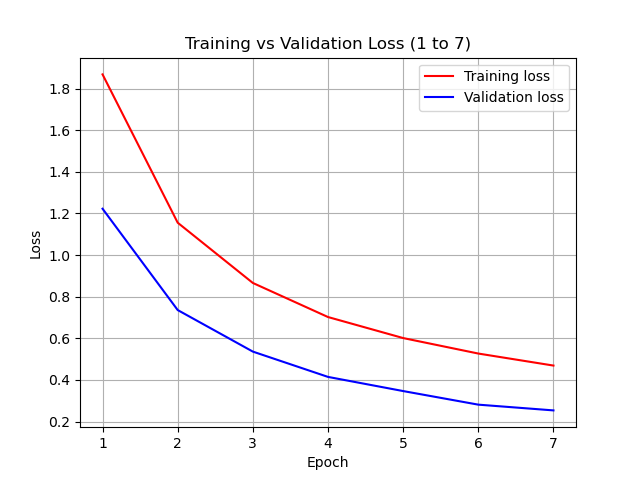 Training vs Validation Loss (1 to 7)
Training loss
Validation loss
Loss
1.8
1.6
1.4
1.2
1.0
0.8
0.6
0.4
0.2
1 2 3 4 5 6 7
Epoch